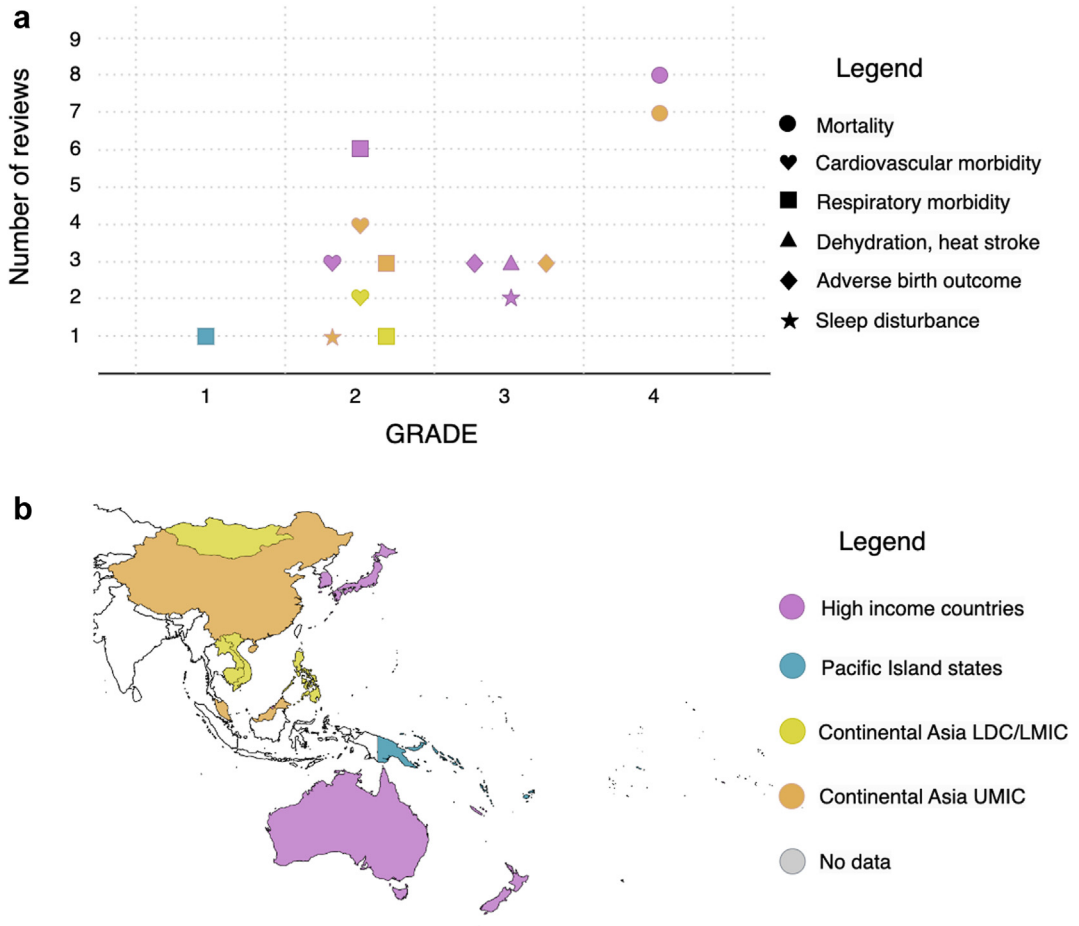 a
Number of reviews
9
8
7
6
5
4
3
2
1
1 2 3 4
GRADE
Legend
Mortality
Cardiovascular morbidity
Respiratory morbidity
Dehydration, heat stroke
Adverse birth outcome
Sleep disturbance
b
Legend
High income countries
Pacific Island states
Continental Asia LDC/LMIC
Continental Asia UMIC
No data